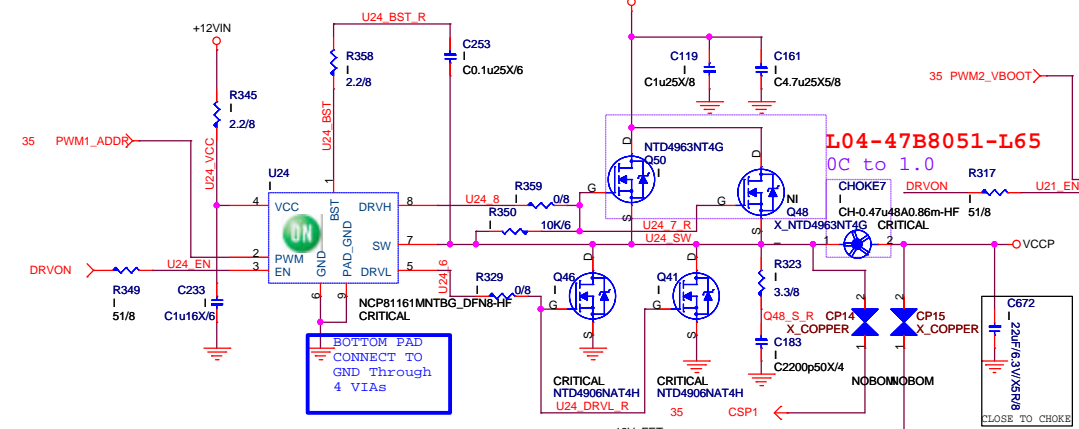 U24_BST_R
+12VIN
R358
I
2.2/8
C253
I
C0.1u25X/6
C119
I
C1u25X/8
C161
I
C4.7u25X5/8
35 PWM2_VBOOT
R345
I
2.2/8
U24_BST
35 PWM1_ADDR
U24_VCC
U24
I
NTD4963NT4G
Q50
I
D
G
S
L04-47B8051-L65
0C to 1.0
CHOKE7
I
CH-0.47u48A0.86m-HF
CRITICAL
1
2
DRVON
R317
I
51/8
U21_EN
1
4
VCC
BST
DRVH
8
U24_8
R359
0/8
R350
10K/6
U24_7_R
U24_SW
D
G
S
NI
Q48
X_NTD4963NT4G
ON
SW
7
2
PWM
3
EN
GND
PAD_GND
DRVL
5
U24_6
6
9
DRVON
R349
I
51/8
U24_EN
C233
I
C1u16X/6
NCP81161MNTBG_DFN8-HF
CRITICAL
R329
I
0/8
Q46
D
G
S
Q41
D
G
S
R323
I
3.3/8
Q48_S_R
C183
I
C2200p50X/4
VCCP
2
CP14
X_COPPER
1
2
CP15
X_COPPER
1
NOBOM
NOBOM
C672
I
22uF/6.3V/X5R/8
CLOSE TO CHOKE
BOTTOM PAD
CONNECT TO
GND Through
4 VIAs
CRITICAL
NTD4906NAT4H
CRITICAL
NTD4906NAT4H
U24_DRVL_R
35 CSP1